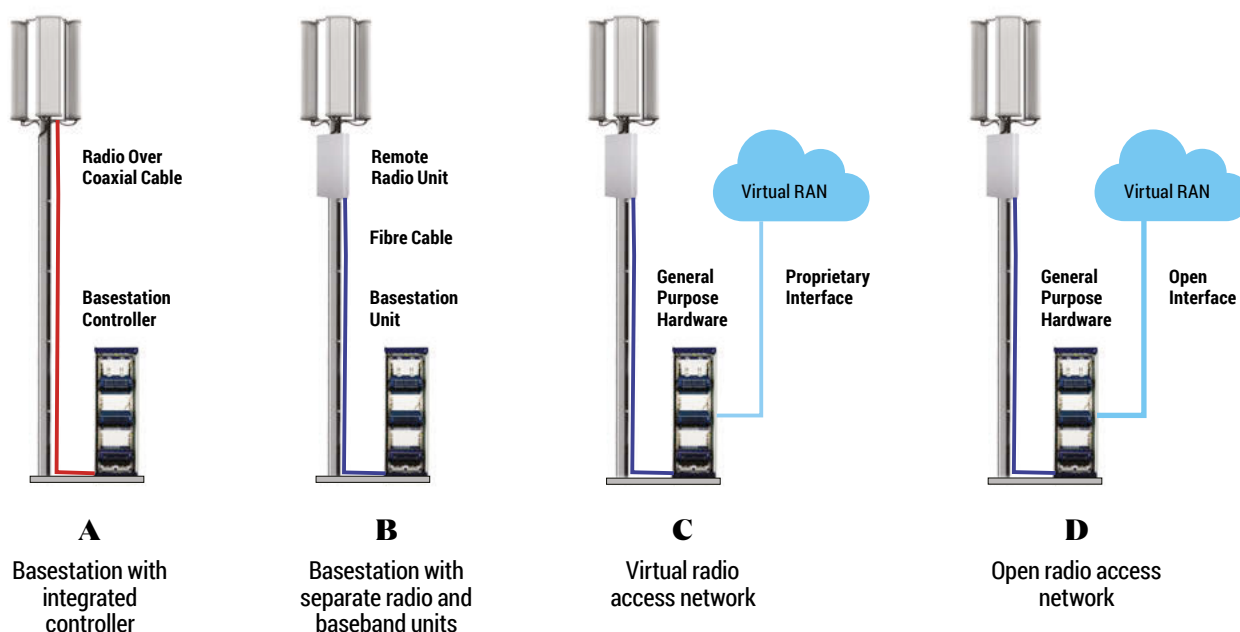 Radio Over
Coaxial Cable
Basestation
Controller
A
Basestation with
integrated
controller
Remote
Radio Unit
Fibre Cable
Basestation
Unit
B
Basestation with
separate radio and
baseband units
Virtual RAN
General
Purpose
Hardware
Proprietary
Interface
C
Virtual radio
access network
Virtual RAN
General
Purpose
Hardware
Open
Interface
D
Open radio access
network